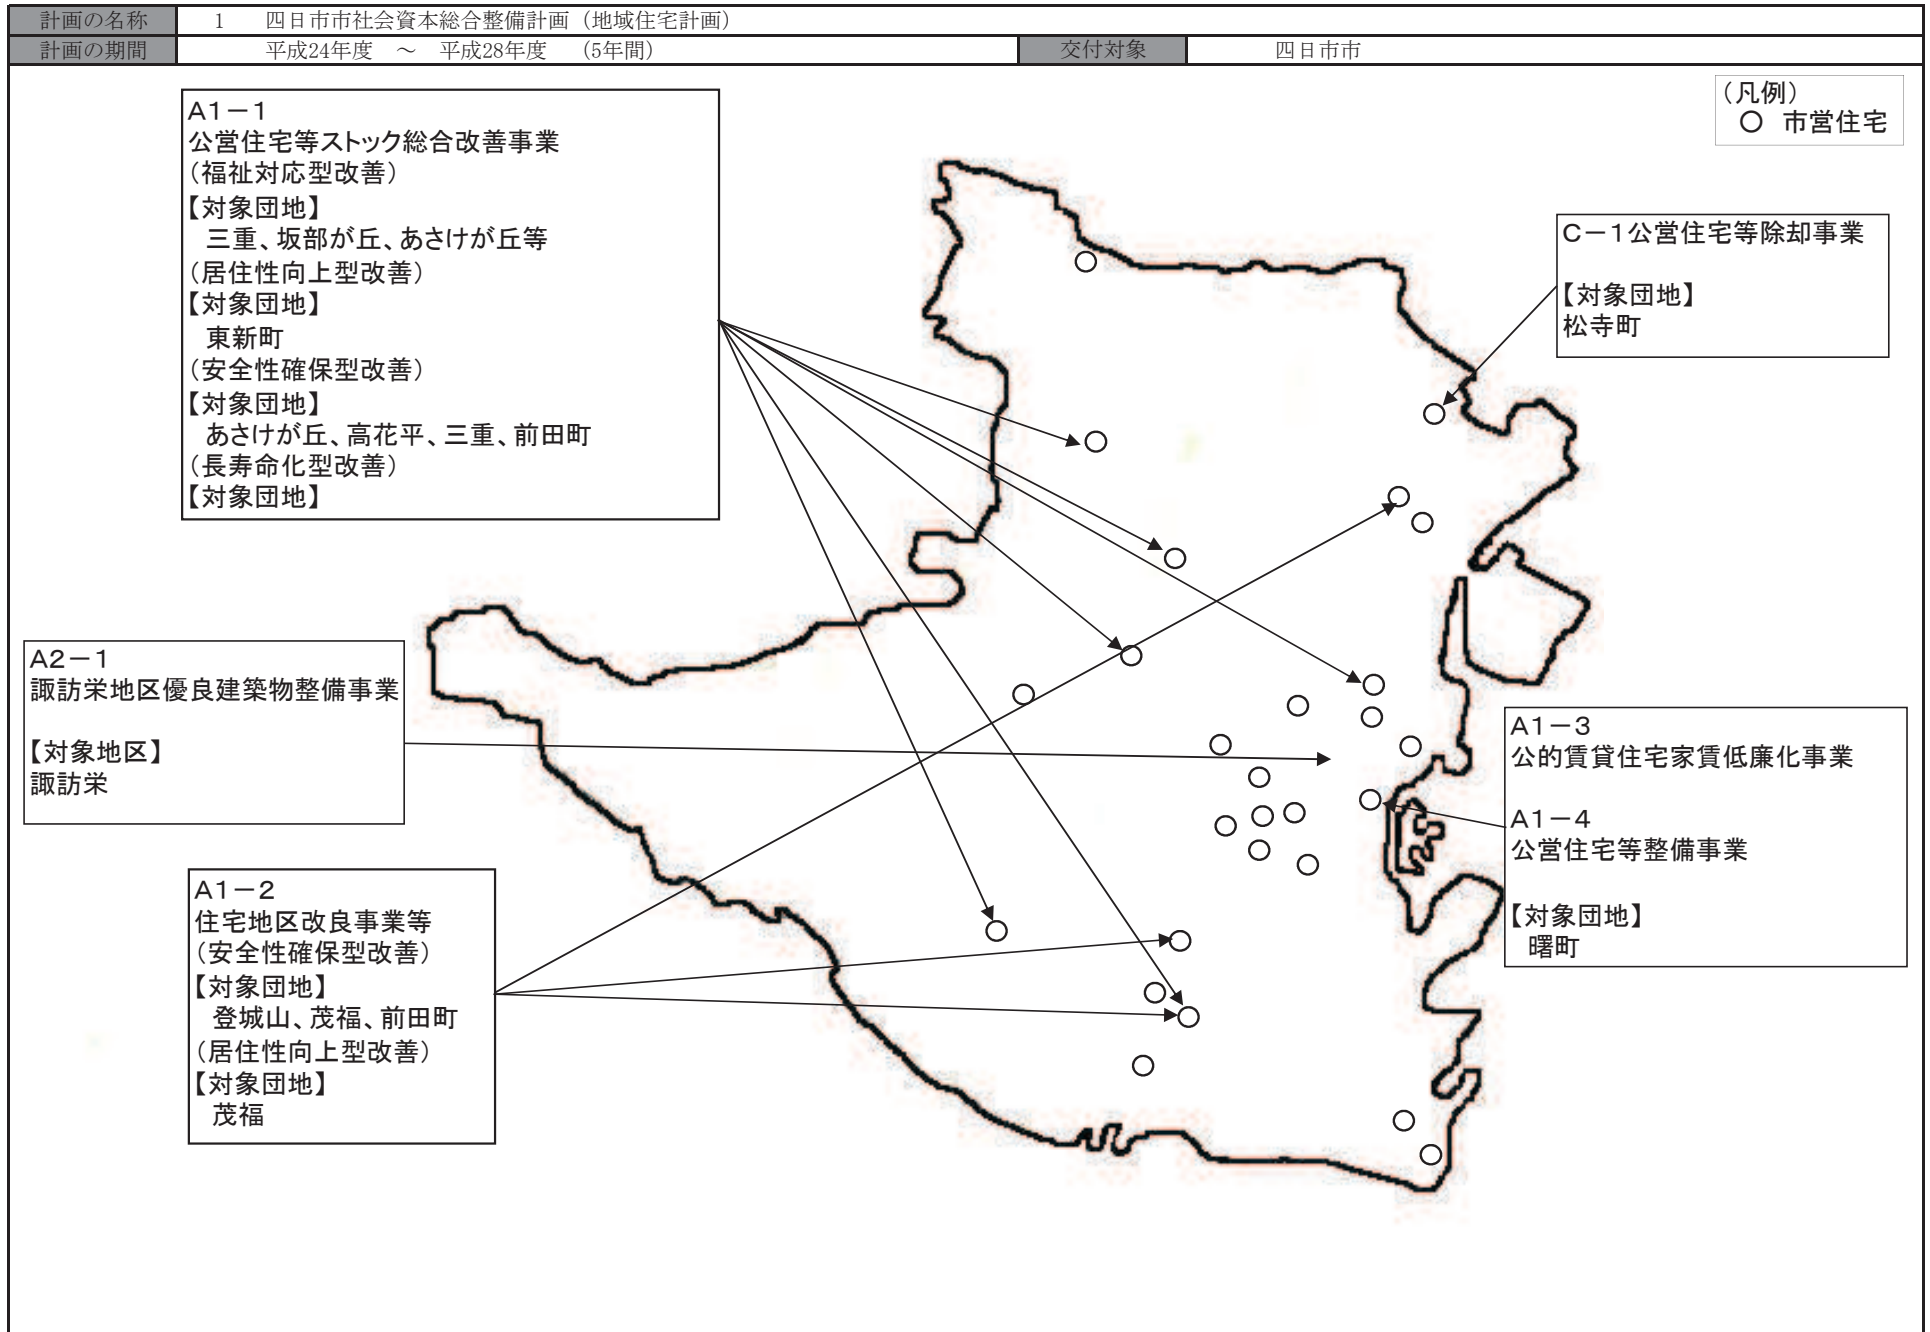 計画の名称 1 四日市市社会資本総合整備計画（地域住宅計画）
計画の期間 平成24年度 ～ 平成28年度 （5年間） 交付対象 四日市市
（凡例）
○ 市営住宅
A1－1
公営住宅等ストック総合改善事業
（福祉対応型改善）
【対象団地】
三重、坂部が丘、あさけが丘等
（居住性向上型改善）
【対象団地】
東新町
（安全性確保型改善）
【対象団地】
あさけが丘、高花平、三重、前田町
（長寿命化型改善）
【対象団地】
C－1公営住宅等除却事業
【対象団地】
松寺町
A2－1
諏訪栄地区優良建築物整備事業
【対象地区】
諏訪栄
A1－3
公的賃貸住宅家賃低廉化事業
A1－4
公営住宅等整備事業
【対象団地】
曙町
A1－2
住宅地区改良事業等
（安全性確保型改善）
【対象団地】
登城山、茂福、前田町
（居住性向上型改善）
【対象団地】
茂福